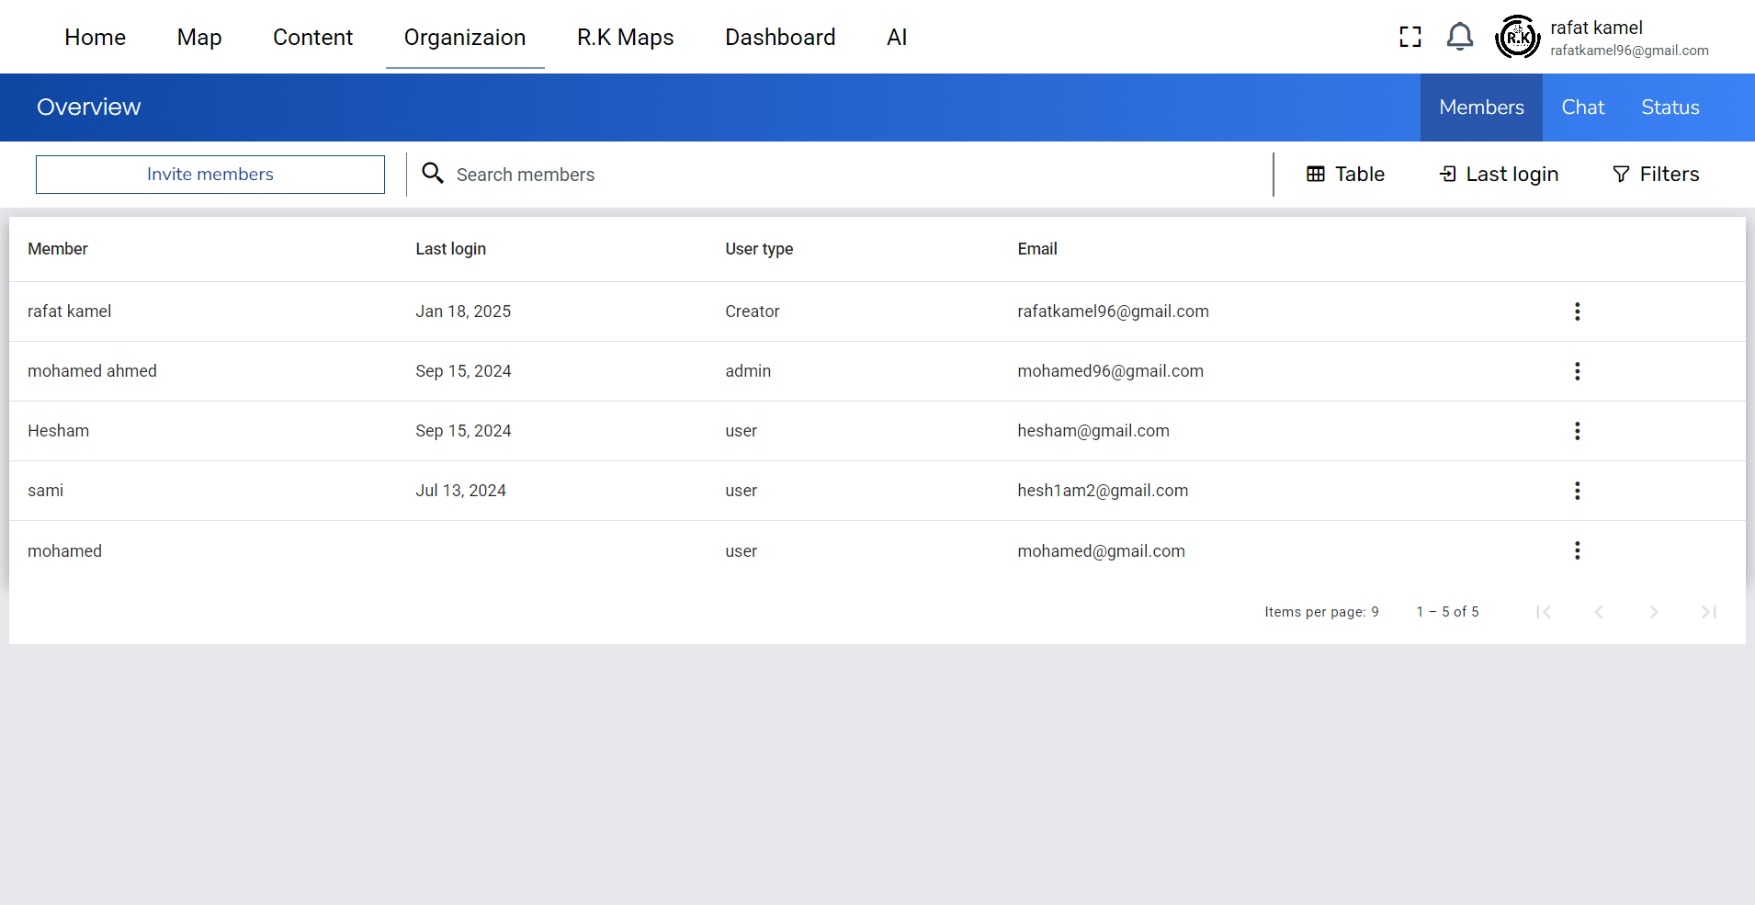 Home Map Content Organizaion R.K Maps Dashboard AI
R.K
rafat kamel
rafatkamel96@gmail.com
Overview Members Chat Status
Invite members Search members Table Last login Filters
Member Last login User type Email
rafat kamel Jan 18, 2025 Creator rafatkamel96@gmail.com
mohamed ahmed Sep 15, 2024 admin mohamed96@gmail.com
Hesham Sep 15, 2024 user hesham@gmail.com
sami Jul 13, 2024 user hesh1am2@gmail.com
mohamed user mohamed@gmail.com
Items per page: 9 1 – 5 of 5